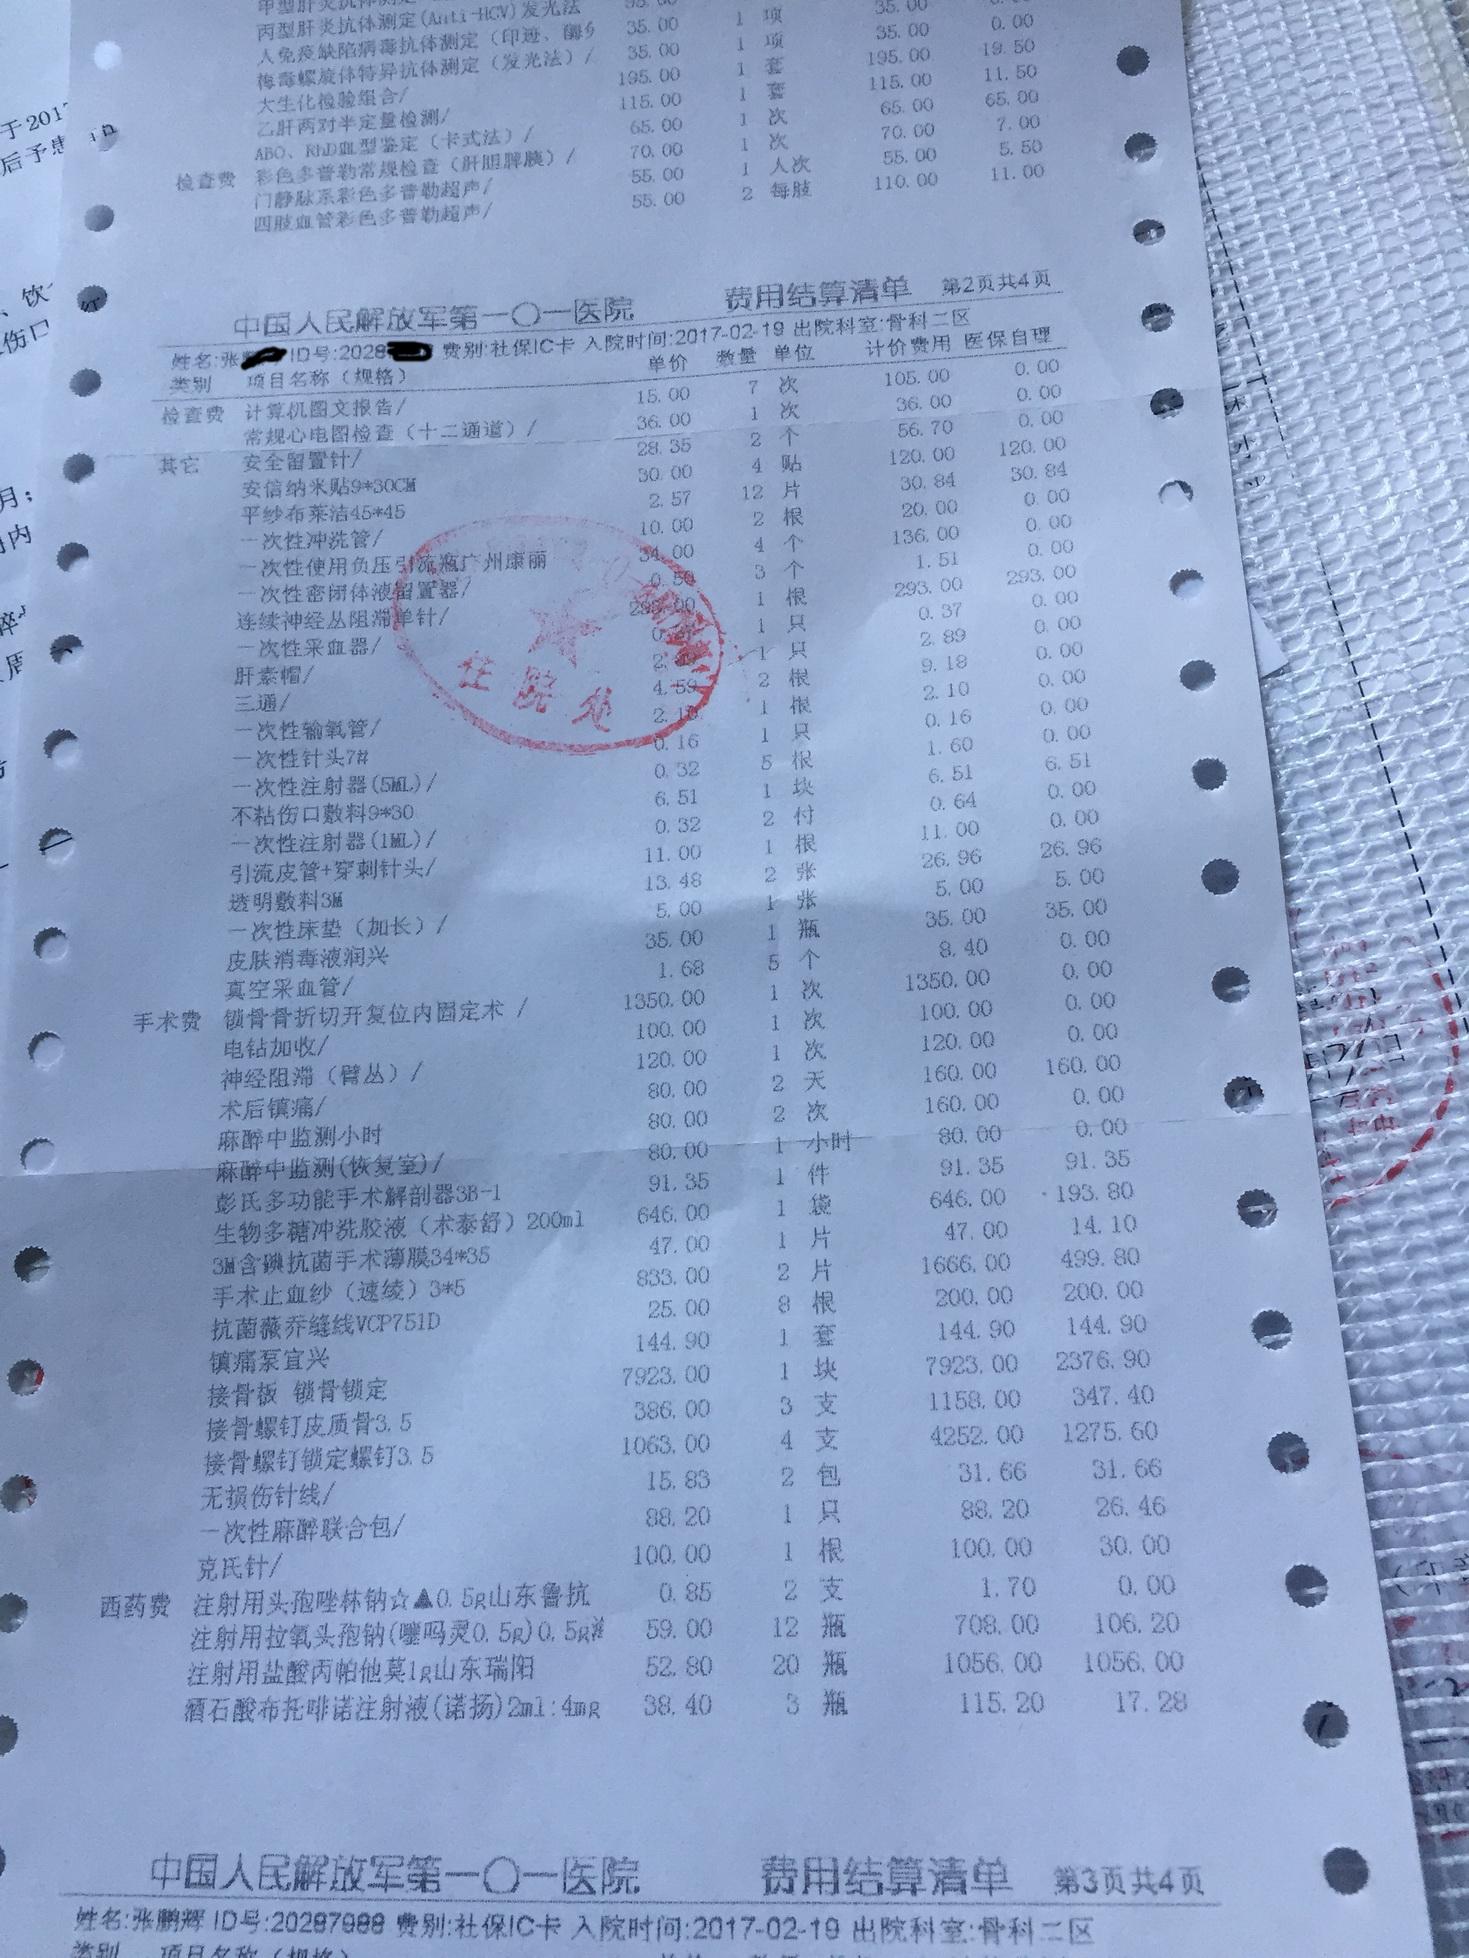 丙型肝炎抗体测定(Anti-HCV)发光法 35.00 1 项 35.00
人免疫缺陷病毒抗体测定(印迹、酶 35.00 1 项 35.00 0.00
梅毒螺旋体特异抗体测定(发光法)/
大生化检验组合/ 195.00 1 套 195.00 19.50
乙肝两对半定量检测/ 115.00 1 套 115.00 11.50
ABO、RhD血型鉴定(卡式法)/ 65.00 1 次 65.00 65.00
检查费 彩色多普勒常规检查(肝胆脾胰)/ 70.00 1 次 70.00 7.00
门静脉系彩色多普勒超声/ 55.00 1 人次 55.00 5.50
四肢血管彩色多普勒超声/ 55.00 2 每肢 110.00 11.00
中国人民解放军第一〇一医院 费用结算清单 第2页共4页
姓名:张 ID号:2028 费别:社保IC卡 入院时间:2017-02-19 出院科室:骨科二区
类别 项目名称(规格) 单价 数量 单位 计价费用 医保自理
检查费 计算机图文报告/ 15.00 7 次 105.00 0.00
常规心电图检查(十二通道)/ 36.00 1 次 36.00 0.00
其它 安全留置针/ 28.35 2 个 56.70 0.00
安信纳米贴9*30CM 30.00 4 贴 120.00 120.00
平纱布莱洁45*45 2.57 12 片 30.84 30.84
一次性冲洗管/ 10.00 2 根 20.00 0.00
一次性使用负压引流瓶广州康丽 34.00 4 个 136.00 0.00
一次性密闭体液留置器/ 0.50 3 个 1.51 0.00
连续神经丛阻滞单针/ 293.00 1 根 293.00 293.00
一次性采血器/ 1 只 0.37 0.00
肝素帽/ 1 只 2.89 0.00
三通/ 4.59 2 根 9.18 0.00
一次性输氧管/ 2.10 1 根 2.10 0.00
一次性针头7# 0.16 1 只 0.16 0.00
一次性注射器(5ML)/ 0.32 5 根 1.60 0.00
不粘伤口敷料9*30 6.51 1 块 6.51 6.51
一次性注射器(1ML)/ 0.32 2 付 0.64 0.00
引流皮管+穿刺针头/ 11.00 1 根 11.00 0.00
透明敷料3M 13.48 2 张 26.96 26.96
一次性床垫(加长)/ 5.00 1 张 5.00 5.00
皮肤消毒液润兴 35.00 1 瓶 35.00 35.00
真空采血管/ 1.68 5 个 8.40 0.00
手术费 锁骨骨折切开复位内固定术 / 1350.00 1 次 1350.00 0.00
电钻加收/ 100.00 1 次 100.00 0.00
神经阻滞(臂丛)/ 120.00 1 次 120.00 0.00
术后镇痛/ 80.00 2 天 160.00 160.00
麻醉中监测小时 80.00 2 次 160.00 0.00
麻醉中监测(恢复室)/ 80.00 1 小时 80.00 0.00
彭氏多功能手术解剖器3B-1 91.35 1 件 91.35 91.35
生物多糖冲洗胶液(术泰舒)200ml 646.00 1 袋 646.00 193.80
3M含碘抗菌手术薄膜34*35 47.00 1 片 47.00 14.10
手术止血纱(速绫)3*5 833.00 2 片 1666.00 499.80
抗菌薇乔缝线VCP751D 25.00 8 根 200.00 200.00
镇痛泵宜兴 144.90 1 套 144.90 144.90
接骨板 锁骨锁定 7923.00 1 块 7923.00 2376.90
接骨螺钉皮质骨3.5 386.00 3 支 1158.00 347.40
接骨螺钉锁定螺钉3.5 1063.00 4 支 4252.00 1275.60
无损伤针线/ 15.83 2 包 31.66 31.66
一次性麻醉联合包/ 88.20 1 只 88.20 26.46
克氏针/ 100.00 1 根 100.00 30.00
西药费 注射用头孢唑林钠☆▲0.5g山东鲁抗 0.85 2 支 1.70 0.00
注射用拉氧头孢钠(噻吗灵0.5g)0.5g 59.00 12 瓶 708.00 106.20
注射用盐酸丙帕他莫1g山东瑞阳 52.80 20 瓶 1056.00 1056.00
酒石酸布托啡诺注射液(诺扬)2ml:4mg 38.40 3 瓶 115.20 17.28
住院处
中国人民解放军第一〇一医院 费用结算清单 第3页共4页
姓名:张鹏辉 ID号:20287988 费别:社保IC卡 入院时间:2017-02-19 出院科室:骨科二区
类别 项目名称(规格)